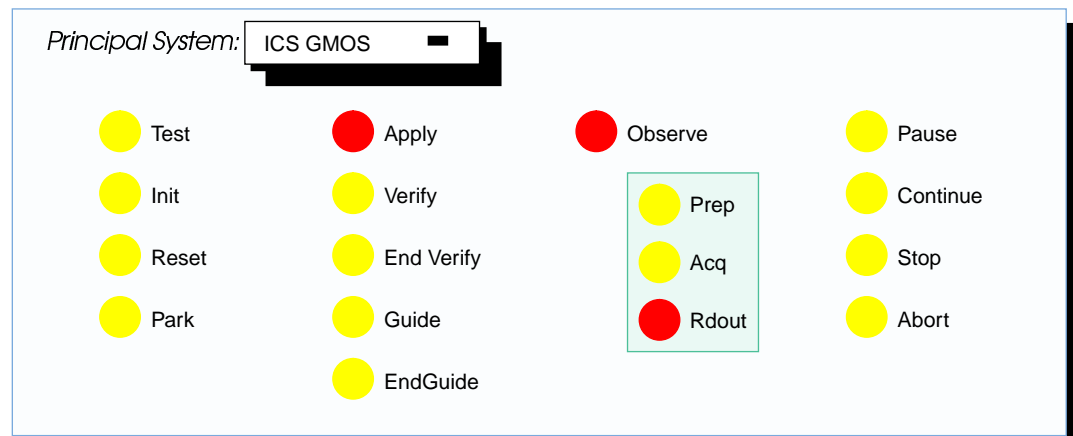 Principal System: ICS GMOS
Test Apply Observe Pause
Init Verify Prep Continue
Reset End Verify Acq Stop
Park Guide Rdout Abort
EndGuide